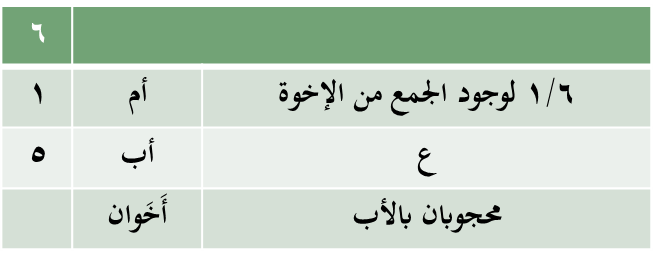 ٦
١/٦ لوجود الجمع من الإخوة أم ١
ع أب ٥
محجوبان بالأب أَخَوان